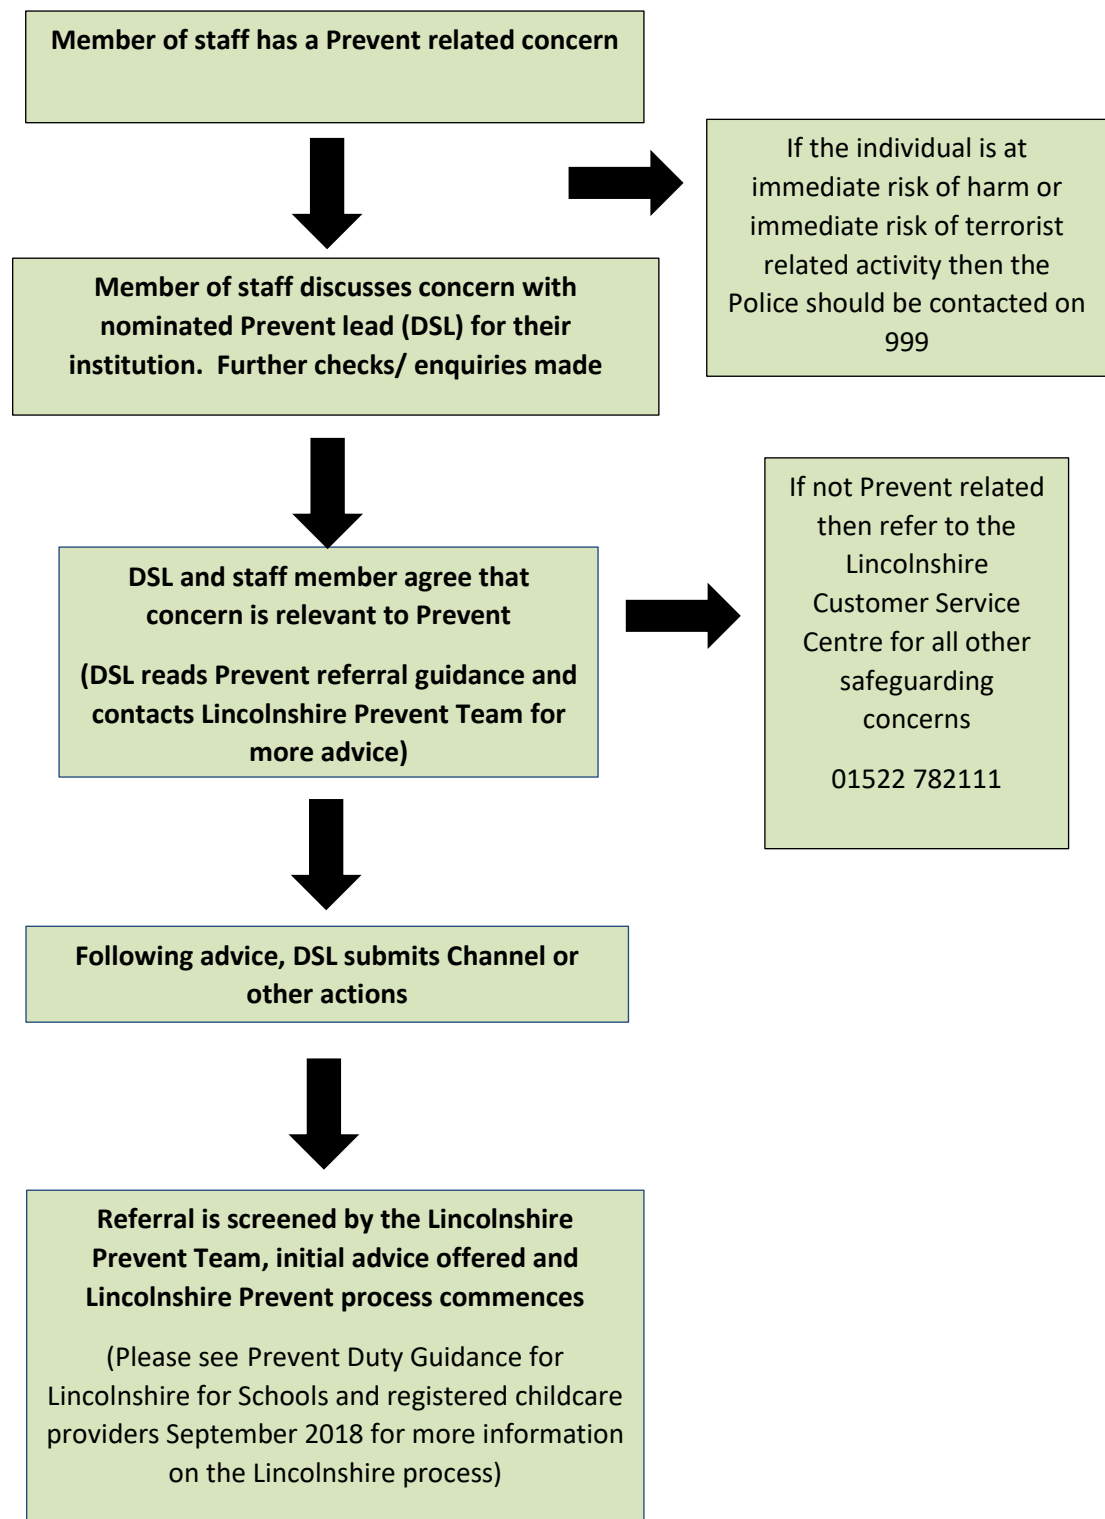 Member of staff has a Prevent related concern
If the individual is at
immediate risk of harm or
immediate risk of terrorist
related activity then the
Police should be contacted on
999
Member of staff discusses concern with
nominated Prevent lead (DSL) for their
institution.  Further checks/ enquiries made
DSL and staff member agree that
concern is relevant to Prevent
(DSL reads Prevent referral guidance and
contacts Lincolnshire Prevent Team for
more advice)
If not Prevent related
then refer to the
Lincolnshire
Customer Service
Centre for all other
safeguarding
concerns
01522 782111
Following advice, DSL submits Channel or
other actions
Referral is screened by the Lincolnshire
Prevent Team, initial advice offered and
Lincolnshire Prevent process commences
(Please see Prevent Duty Guidance for
Lincolnshire for Schools and registered childcare
providers September 2018 for more information
on the Lincolnshire process)